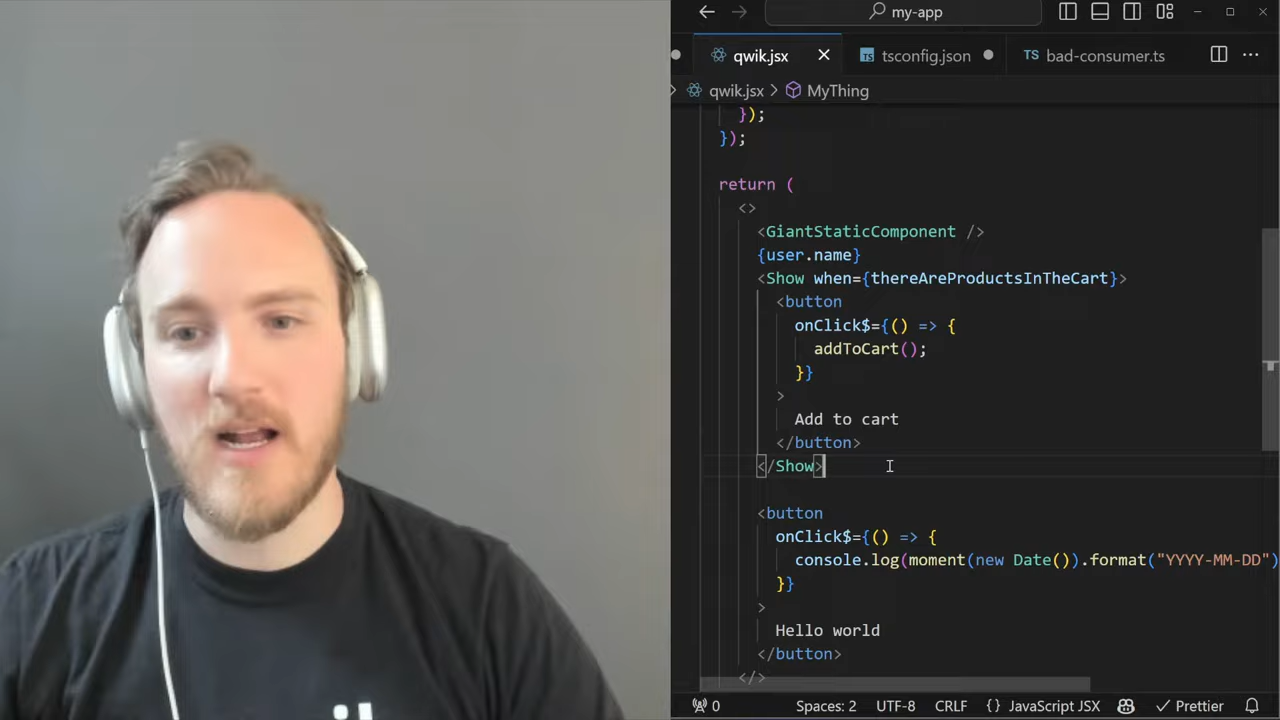 my-app
qwik.jsx
tsconfig.json
TS bad-consumer.ts
qwik.jsx > MyThing
});
});
return (
<>
<GiantStaticComponent />
{user.name}
<Show when={thereAreProductsInTheCart}>
<button
onClick$={() => {
addToCart();
}}
>
Add to cart
</button>
</Show>
<button
onClick$={() => {
console.log(moment(new Date()).format("YYYY-MM-DD")
}}
>
Hello world
</button>
</>
0 Spaces: 2 UTF-8 CRLF {} JavaScript JSX Prettier